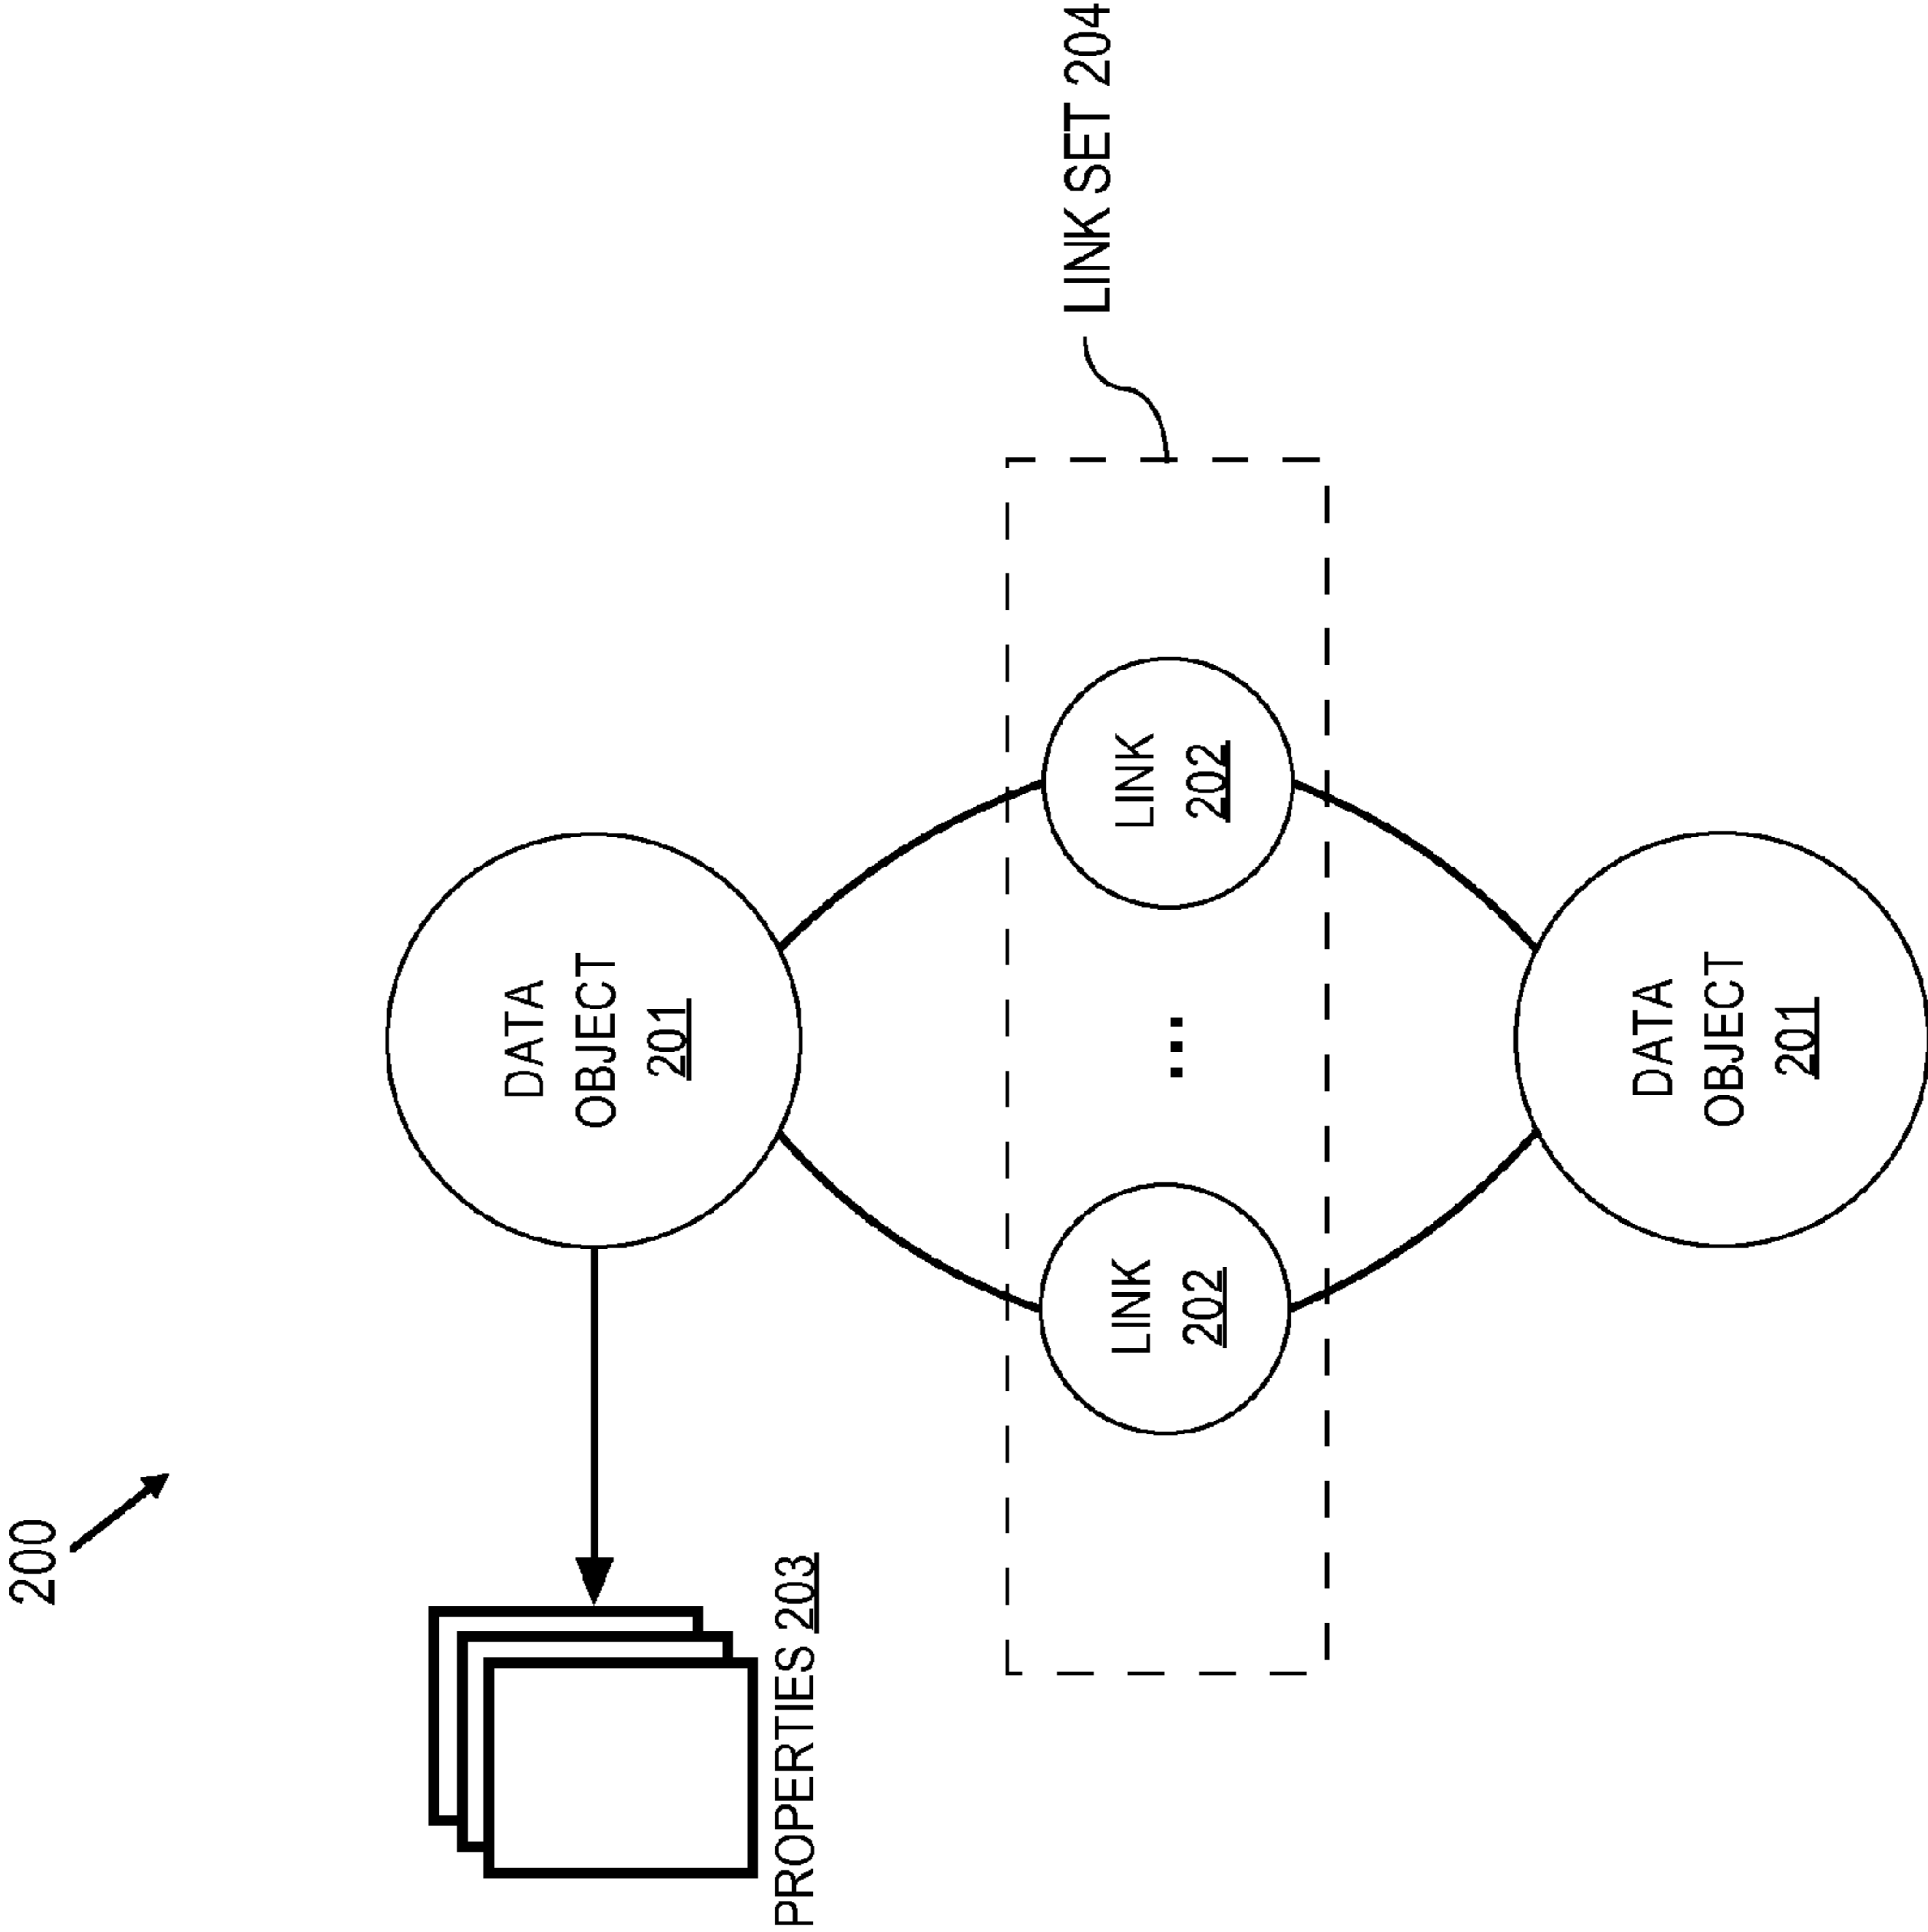 200
DATA
OBJECT
201
PROPERTIES 203
LINK
202
...
LINK
202
LINK SET 204
DATA
OBJECT
201